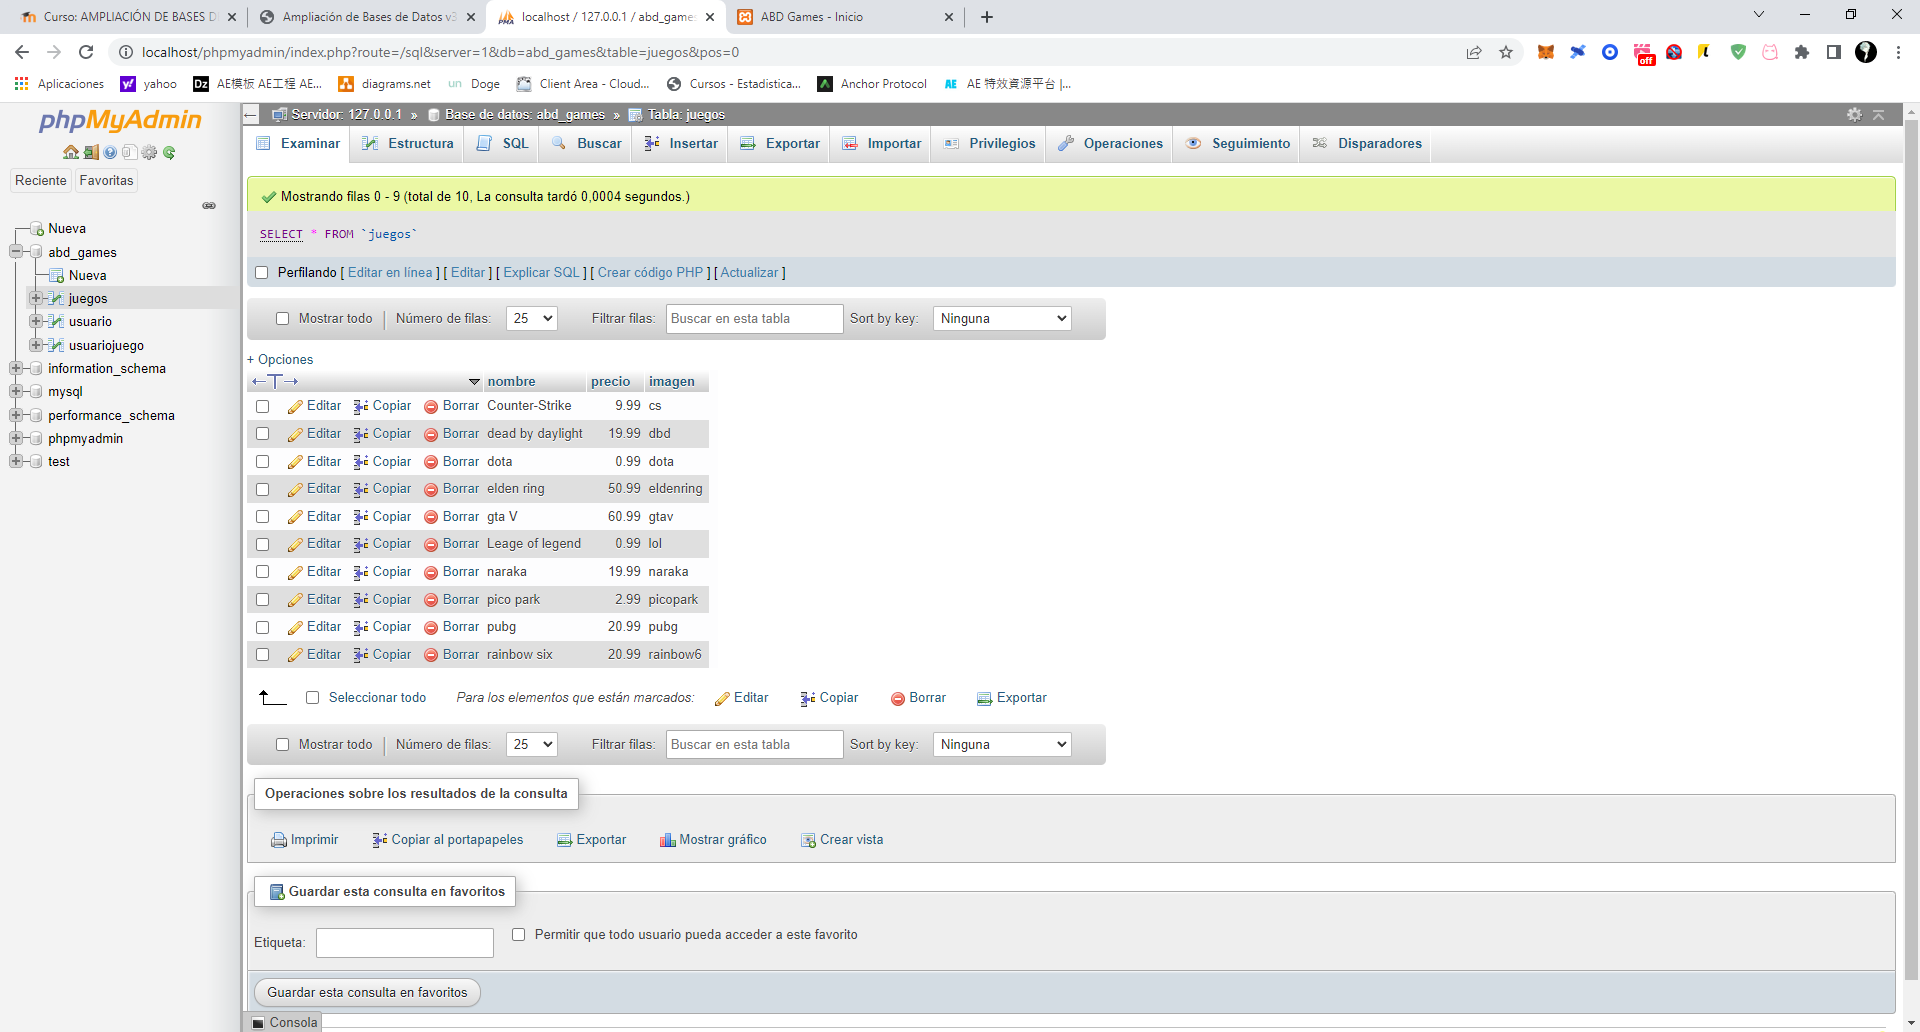 Curso: AMPLIACIÓN DE BASES D
Ampliación de Bases de Datos v3
localhost / 127.0.0.1 / abd_games
ABD Games - Inicio
localhost/phpmyadmin/index.php?route=/sql&server=1&db=abd_games&table=juegos&pos=0
off
Aplicaciones
yahoo
Dz AE模板 AE工程 AE...
diagrams.net
un Doge
Client Area - Cloud...
Cursos - Estadistica...
Anchor Protocol
AE AE 特效資源平台 |...
phpMyAdmin
Reciente
Favoritas
Nueva
abd_games
Nueva
juegos
usuario
usuariojuego
information_schema
mysql
performance_schema
phpmyadmin
test
Servidor: 127.0.0.1 » Base de datos: abd_games » Tabla: juegos
Examinar
Estructura
SQL
Buscar
Insertar
Exportar
Importar
Privilegios
Operaciones
Seguimiento
Disparadores
Mostrando filas 0 - 9 (total de 10, La consulta tardó 0,0004 segundos.)
SELECT * FROM `juegos`
Perfilando [ Editar en línea ] [ Editar ] [ Explicar SQL ] [ Crear código PHP ] [ Actualizar ]
Mostrar todo | Número de filas: 25 Filtrar filas: Buscar en esta tabla Sort by key: Ninguna
+ Opciones
←T→ nombre precio imagen
Editar Copiar Borrar Counter-Strike 9.99 cs
Editar Copiar Borrar dead by daylight 19.99 dbd
Editar Copiar Borrar dota 0.99 dota
Editar Copiar Borrar elden ring 50.99 eldenring
Editar Copiar Borrar gta V 60.99 gtav
Editar Copiar Borrar Leage of legend 0.99 lol
Editar Copiar Borrar naraka 19.99 naraka
Editar Copiar Borrar pico park 2.99 picopark
Editar Copiar Borrar pubg 20.99 pubg
Editar Copiar Borrar rainbow six 20.99 rainbow6
Seleccionar todo Para los elementos que están marcados: Editar Copiar Borrar Exportar
Mostrar todo | Número de filas: 25 Filtrar filas: Buscar en esta tabla Sort by key: Ninguna
Operaciones sobre los resultados de la consulta
Imprimir Copiar al portapapeles Exportar Mostrar gráfico Crear vista
Guardar esta consulta en favoritos
Etiqueta: Permitir que todo usuario pueda acceder a este favorito
Guardar esta consulta en favoritos
Consola